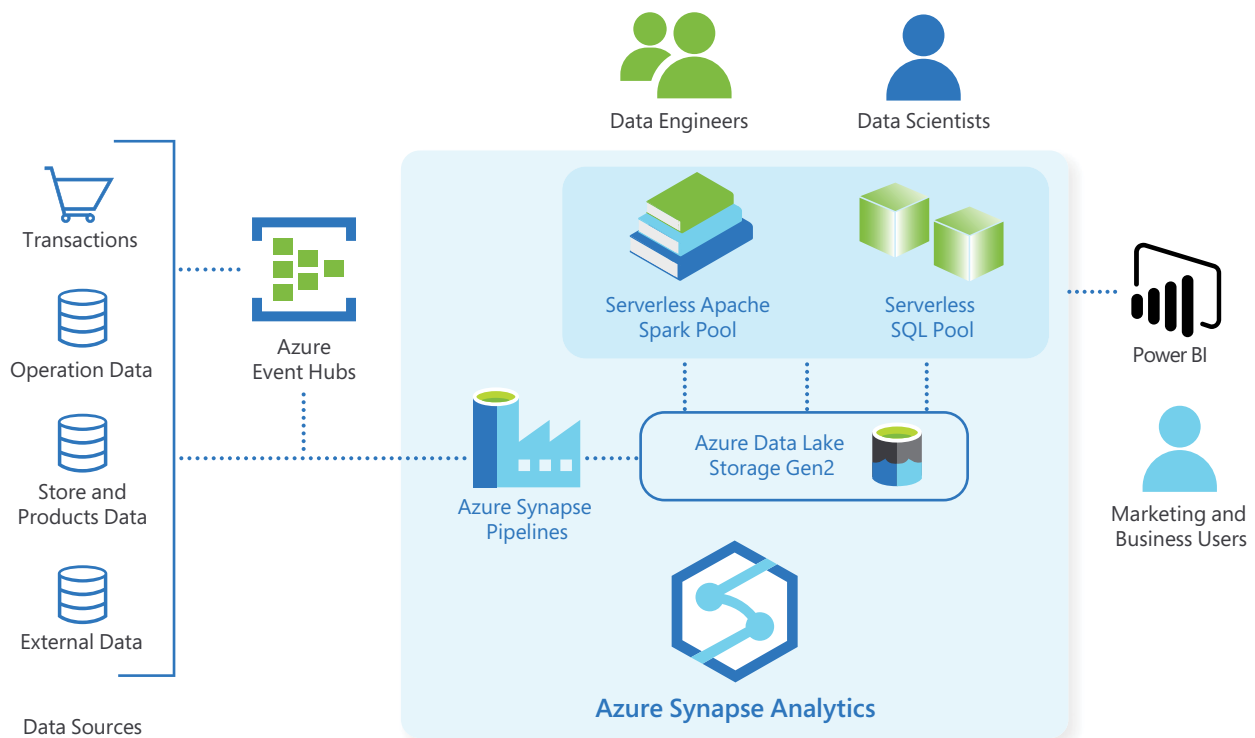 Data Engineers
Data Scientists
Transactions
Operation Data
Store and
Products Data
External Data
Data Sources
Azure
Event Hubs
Serverless Apache
Spark Pool
Serverless
SQL Pool
Azure Synapse
Pipelines
Azure Data Lake
Storage Gen2
Azure Synapse Analytics
Power BI
Marketing and
Business Users